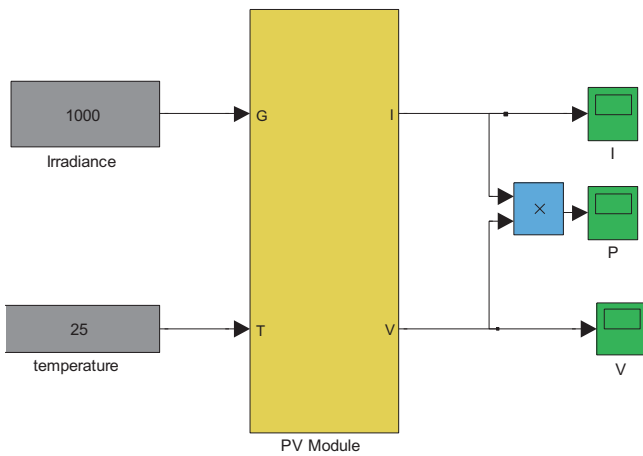 1000
G
I
Irradiance
I
×
P
25
T
V
temperature
V
PV Module